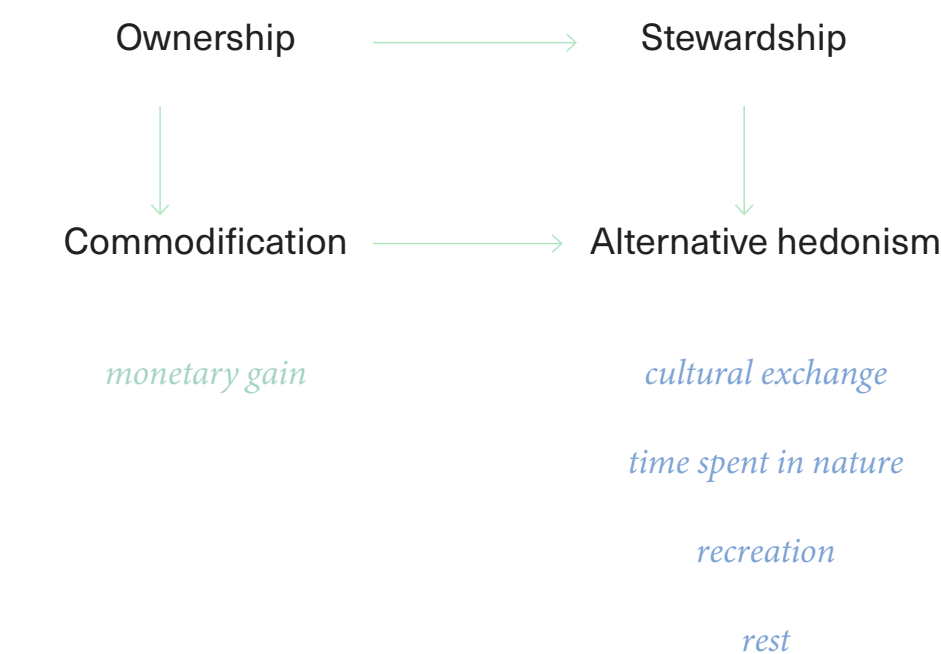 Ownership
Stewardship
Commodification
Alternative hedonism
monetary gain
cultural exchange
time spent in nature
recreation
rest